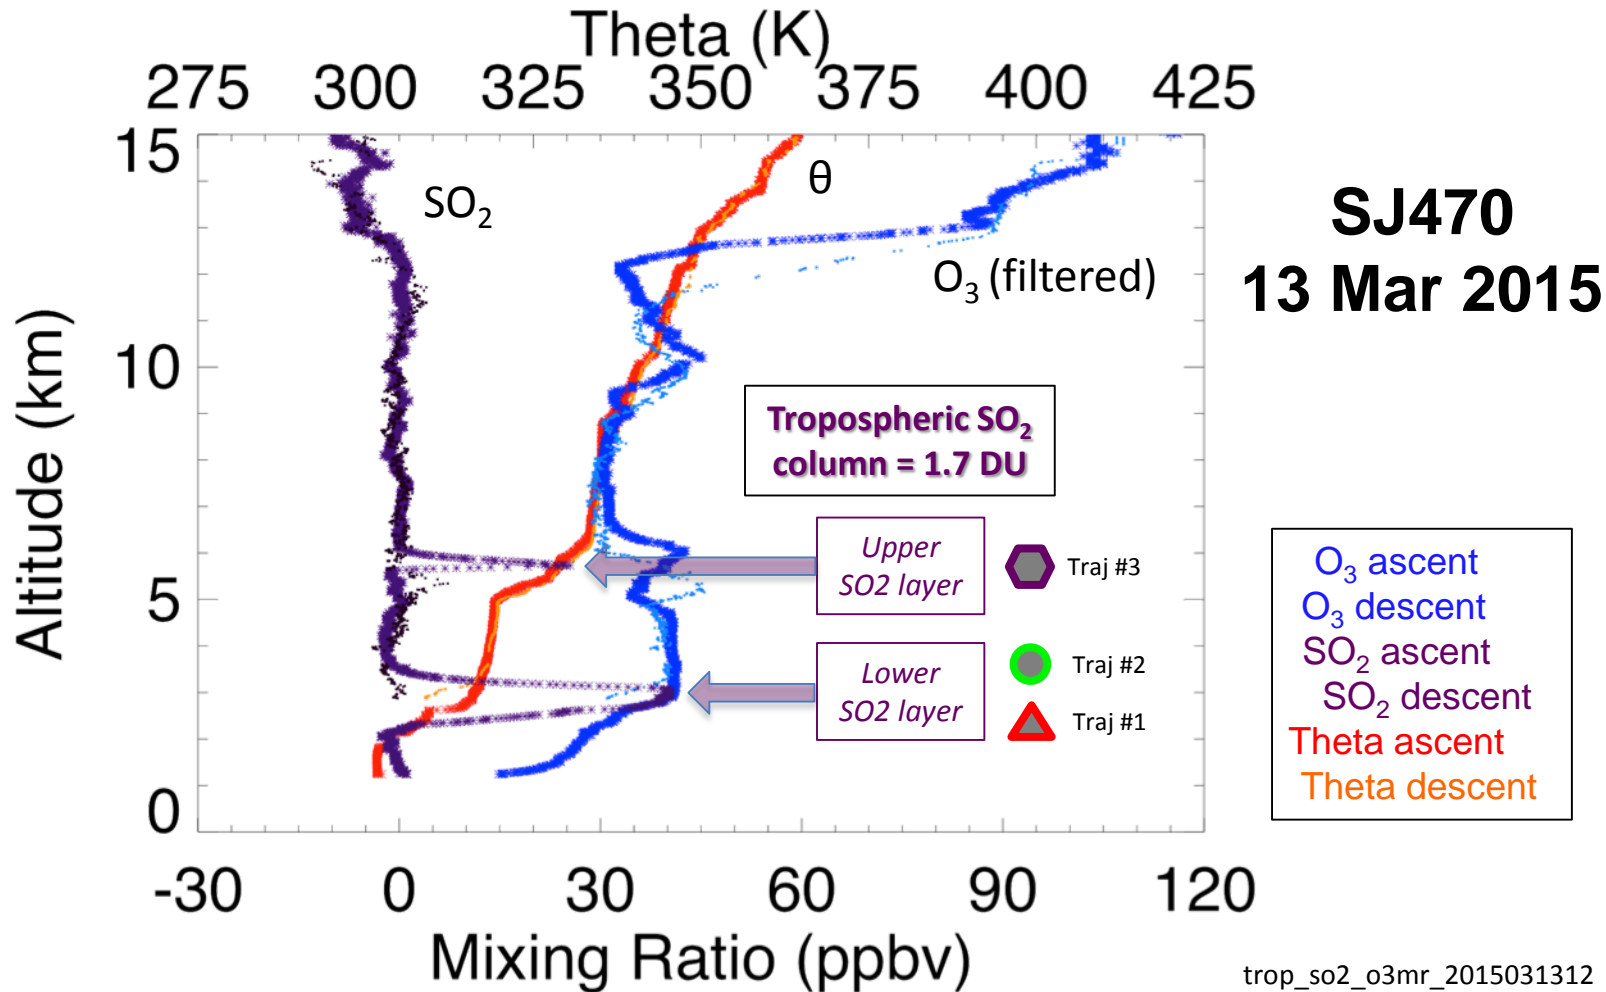 Theta (K)
275 300 325 350 375 400 425
15
10
5
0
Altitude (km)
SO₂
θ
O₃ (filtered)
SJ470
13 Mar 2015
Tropospheric SO₂
column = 1.7 DU
Upper
SO2 layer
Traj #3
Lower
SO2 layer
Traj #2
Traj #1
O₃ ascent
O₃ descent
SO₂ ascent
SO₂ descent
Theta ascent
Theta descent
-30 0 30 60 90 120
Mixing Ratio (ppbv)
trop_so2_o3mr_2015031312